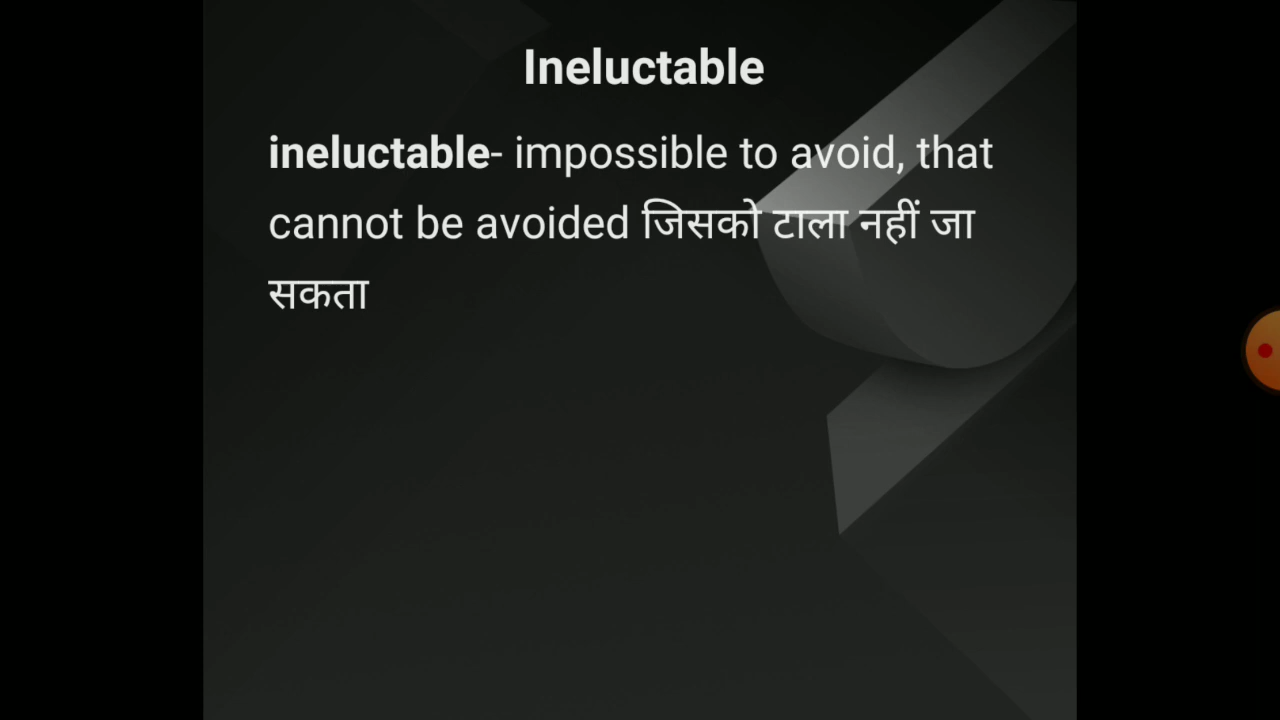 Ineluctable
ineluctable- impossible to avoid, that
cannot be avoided जिसको टाला नहीं जा
सकता